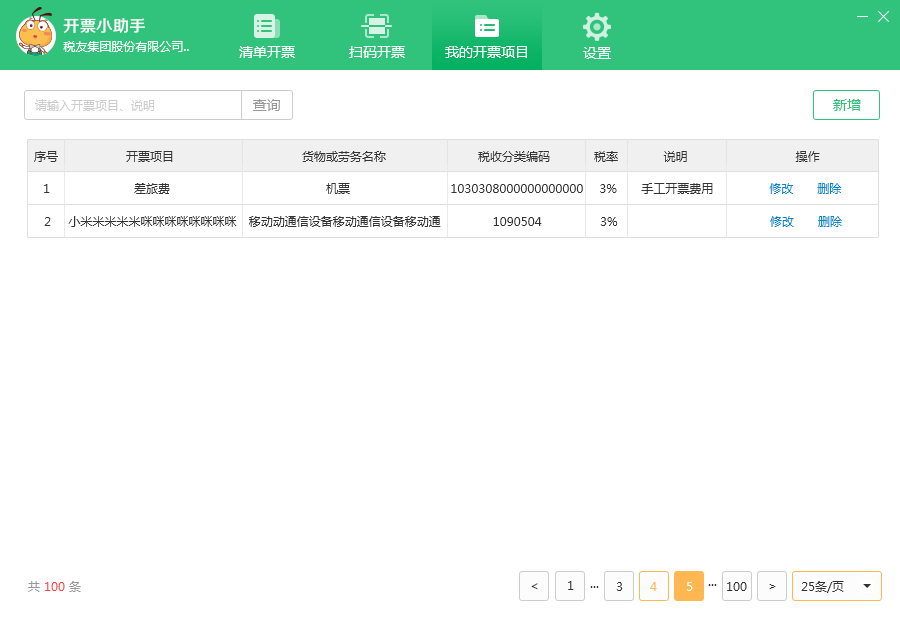 开票小助手
税友集团股份有限公司..
清单开票 扫码开票 我的开票项目 设置
请输入开票项目、说明 查询 新增
序号 开票项目 货物或劳务名称 税收分类编码 税率 说明 操作
1 差旅费 机票 1030308000000000000 3% 手工开票费用 修改 删除
2 小米米米米米咪咪咪咪咪咪咪咪 移动动通信设备移动通信设备移动通 1090504 3% 修改 删除
共 100 条 < 1 ... 3 4 5 ... 100 > 25条/页